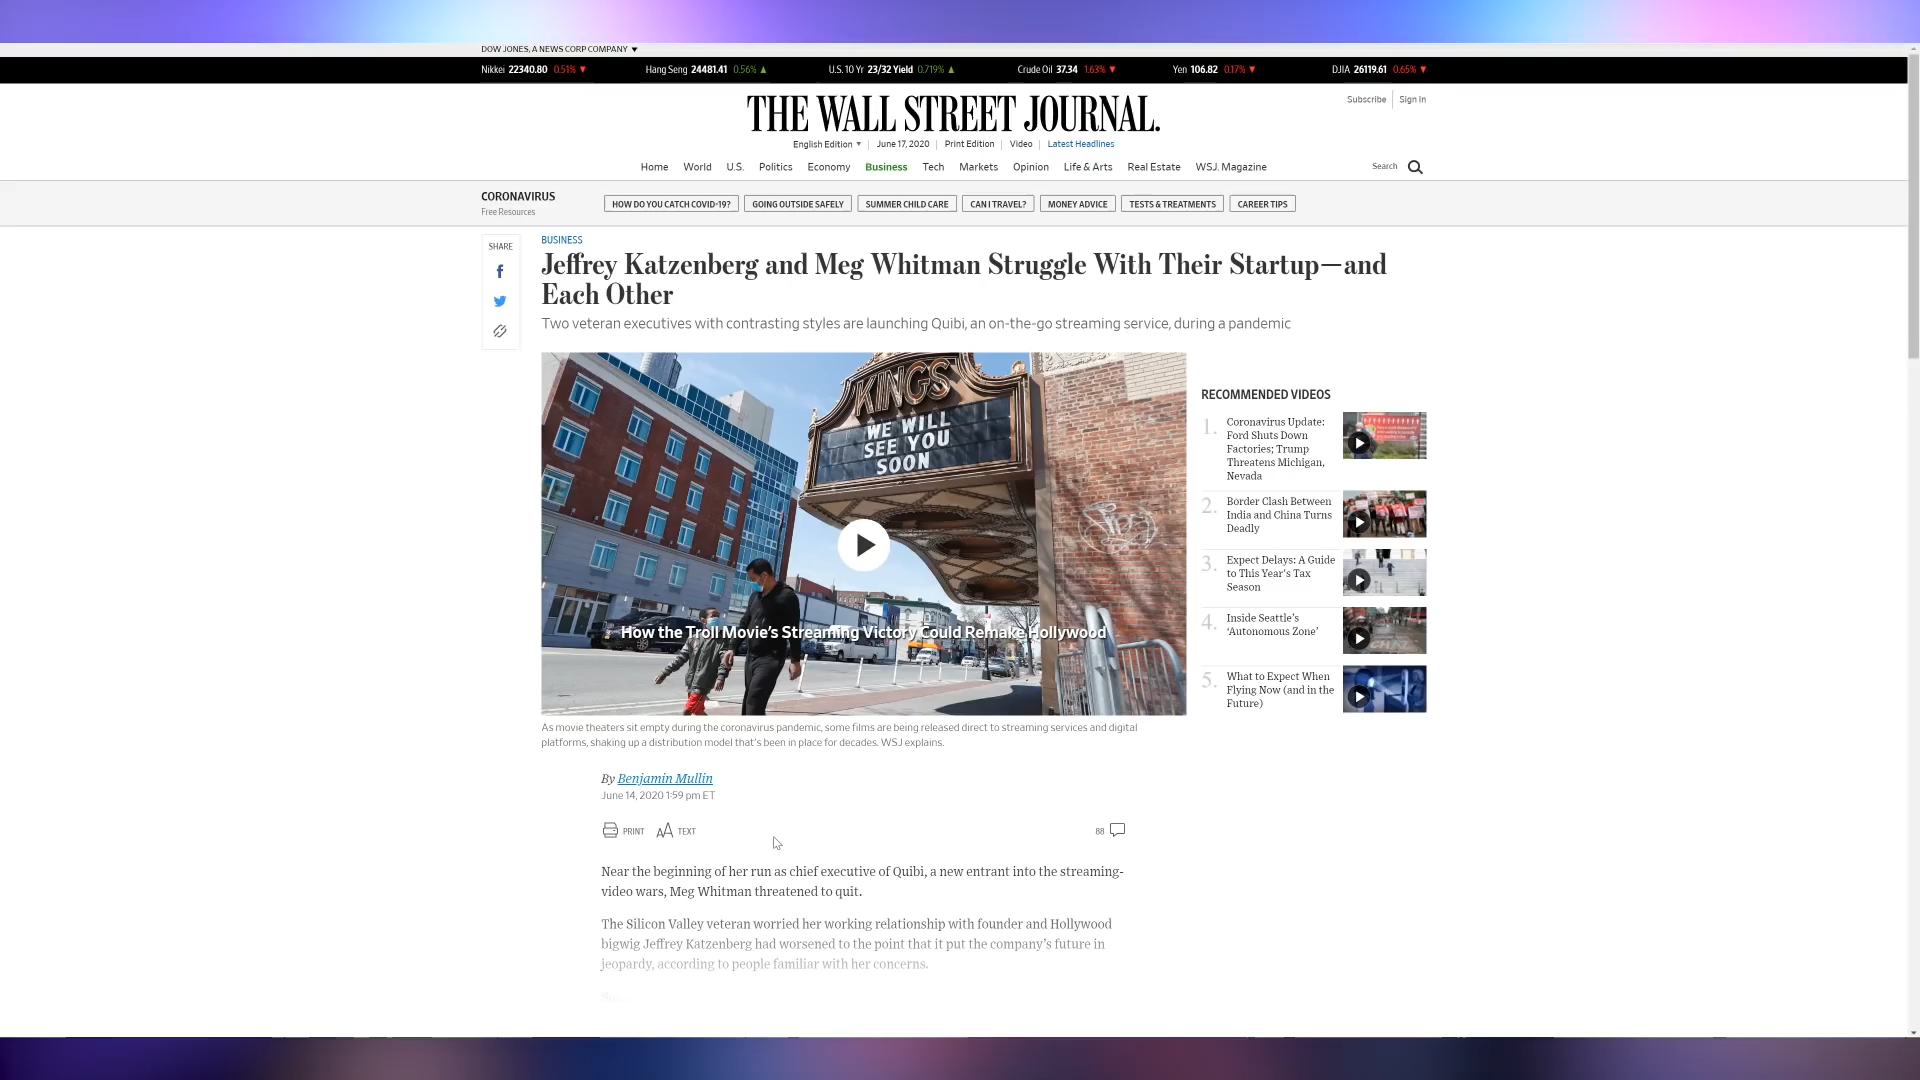 DOW JONES, A NEWS CORP COMPANY
Nikkei 22340.80 0.51% ▼ Hang Seng 24481.41 0.56% ▲ U.S. 10 Yr 23/32 Yield 0.719% ▲ Crude Oil 37.34 1.63% ▼ Yen 106.82 0.17% ▼ DJIA 26119.61 0.65% ▼
THE WALL STREET JOURNAL.
Subscribe Sign In
English Edition June 17, 2020 Print Edition Video Latest Headlines
Home World U.S. Politics Economy Business Tech Markets Opinion Life & Arts Real Estate WSJ. Magazine Search
CORONAVIRUS
Free Resources
HOW DO YOU CATCH COVID-19? GOING OUTSIDE SAFELY SUMMER CHILD CARE CAN I TRAVEL? MONEY ADVICE TESTS & TREATMENTS CAREER TIPS
SHARE
BUSINESS
Jeffrey Katzenberg and Meg Whitman Struggle With Their Startup—and
Each Other
Two veteran executives with contrasting styles are launching Quibi, an on-the-go streaming service, during a pandemic
KINGS
WE WILL
SEE YOU
SOON
How the Troll Movie's Streaming Victory Could Remake Hollywood
As movie theaters sit empty during the coronavirus pandemic, some films are being released direct to streaming services and digital
platforms, shaking up a distribution model that's been in place for decades. WSJ explains.
RECOMMENDED VIDEOS
1. Coronavirus Update:
Ford Shuts Down
Factories; Trump
Threatens Michigan,
Nevada
2. Border Clash Between
India and China Turns
Deadly
3. Expect Delays: A Guide
to This Year's Tax
Season
4. Inside Seattle's
'Autonomous Zone'
5. What to Expect When
Flying Now (and in the
Future)
By Benjamin Mullin
June 14, 2020 1:59 pm ET
PRINT TEXT 88
Near the beginning of her run as chief executive of Quibi, a new entrant into the streaming-
video wars, Meg Whitman threatened to quit.
The Silicon Valley veteran worried her working relationship with founder and Hollywood
bigwig Jeffrey Katzenberg had worsened to the point that it put the company's future in
jeopardy, according to people familiar with her concerns.